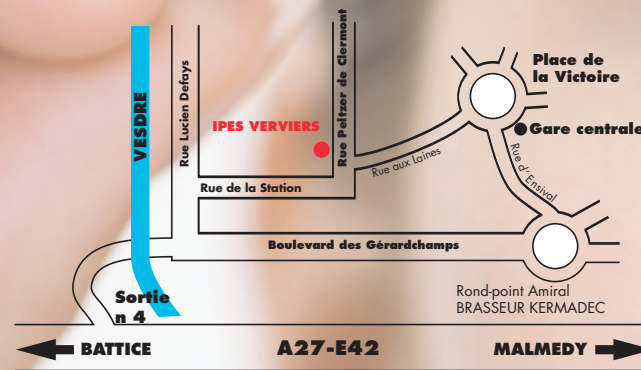 VESDRE
Rue Lucien Defays
IPES VERVIERS
Rue Peltzer de Clermont
Place de
la Victoire
Gare centrale
Rue aux Laines
Rue d'Ensival
Rue de la Station
Boulevard des Gérardchamps
Sortie
n 4
Rond-point Amiral
BRASSEUR KERMADEC
BATTICE
A27-E42
MALMEDY